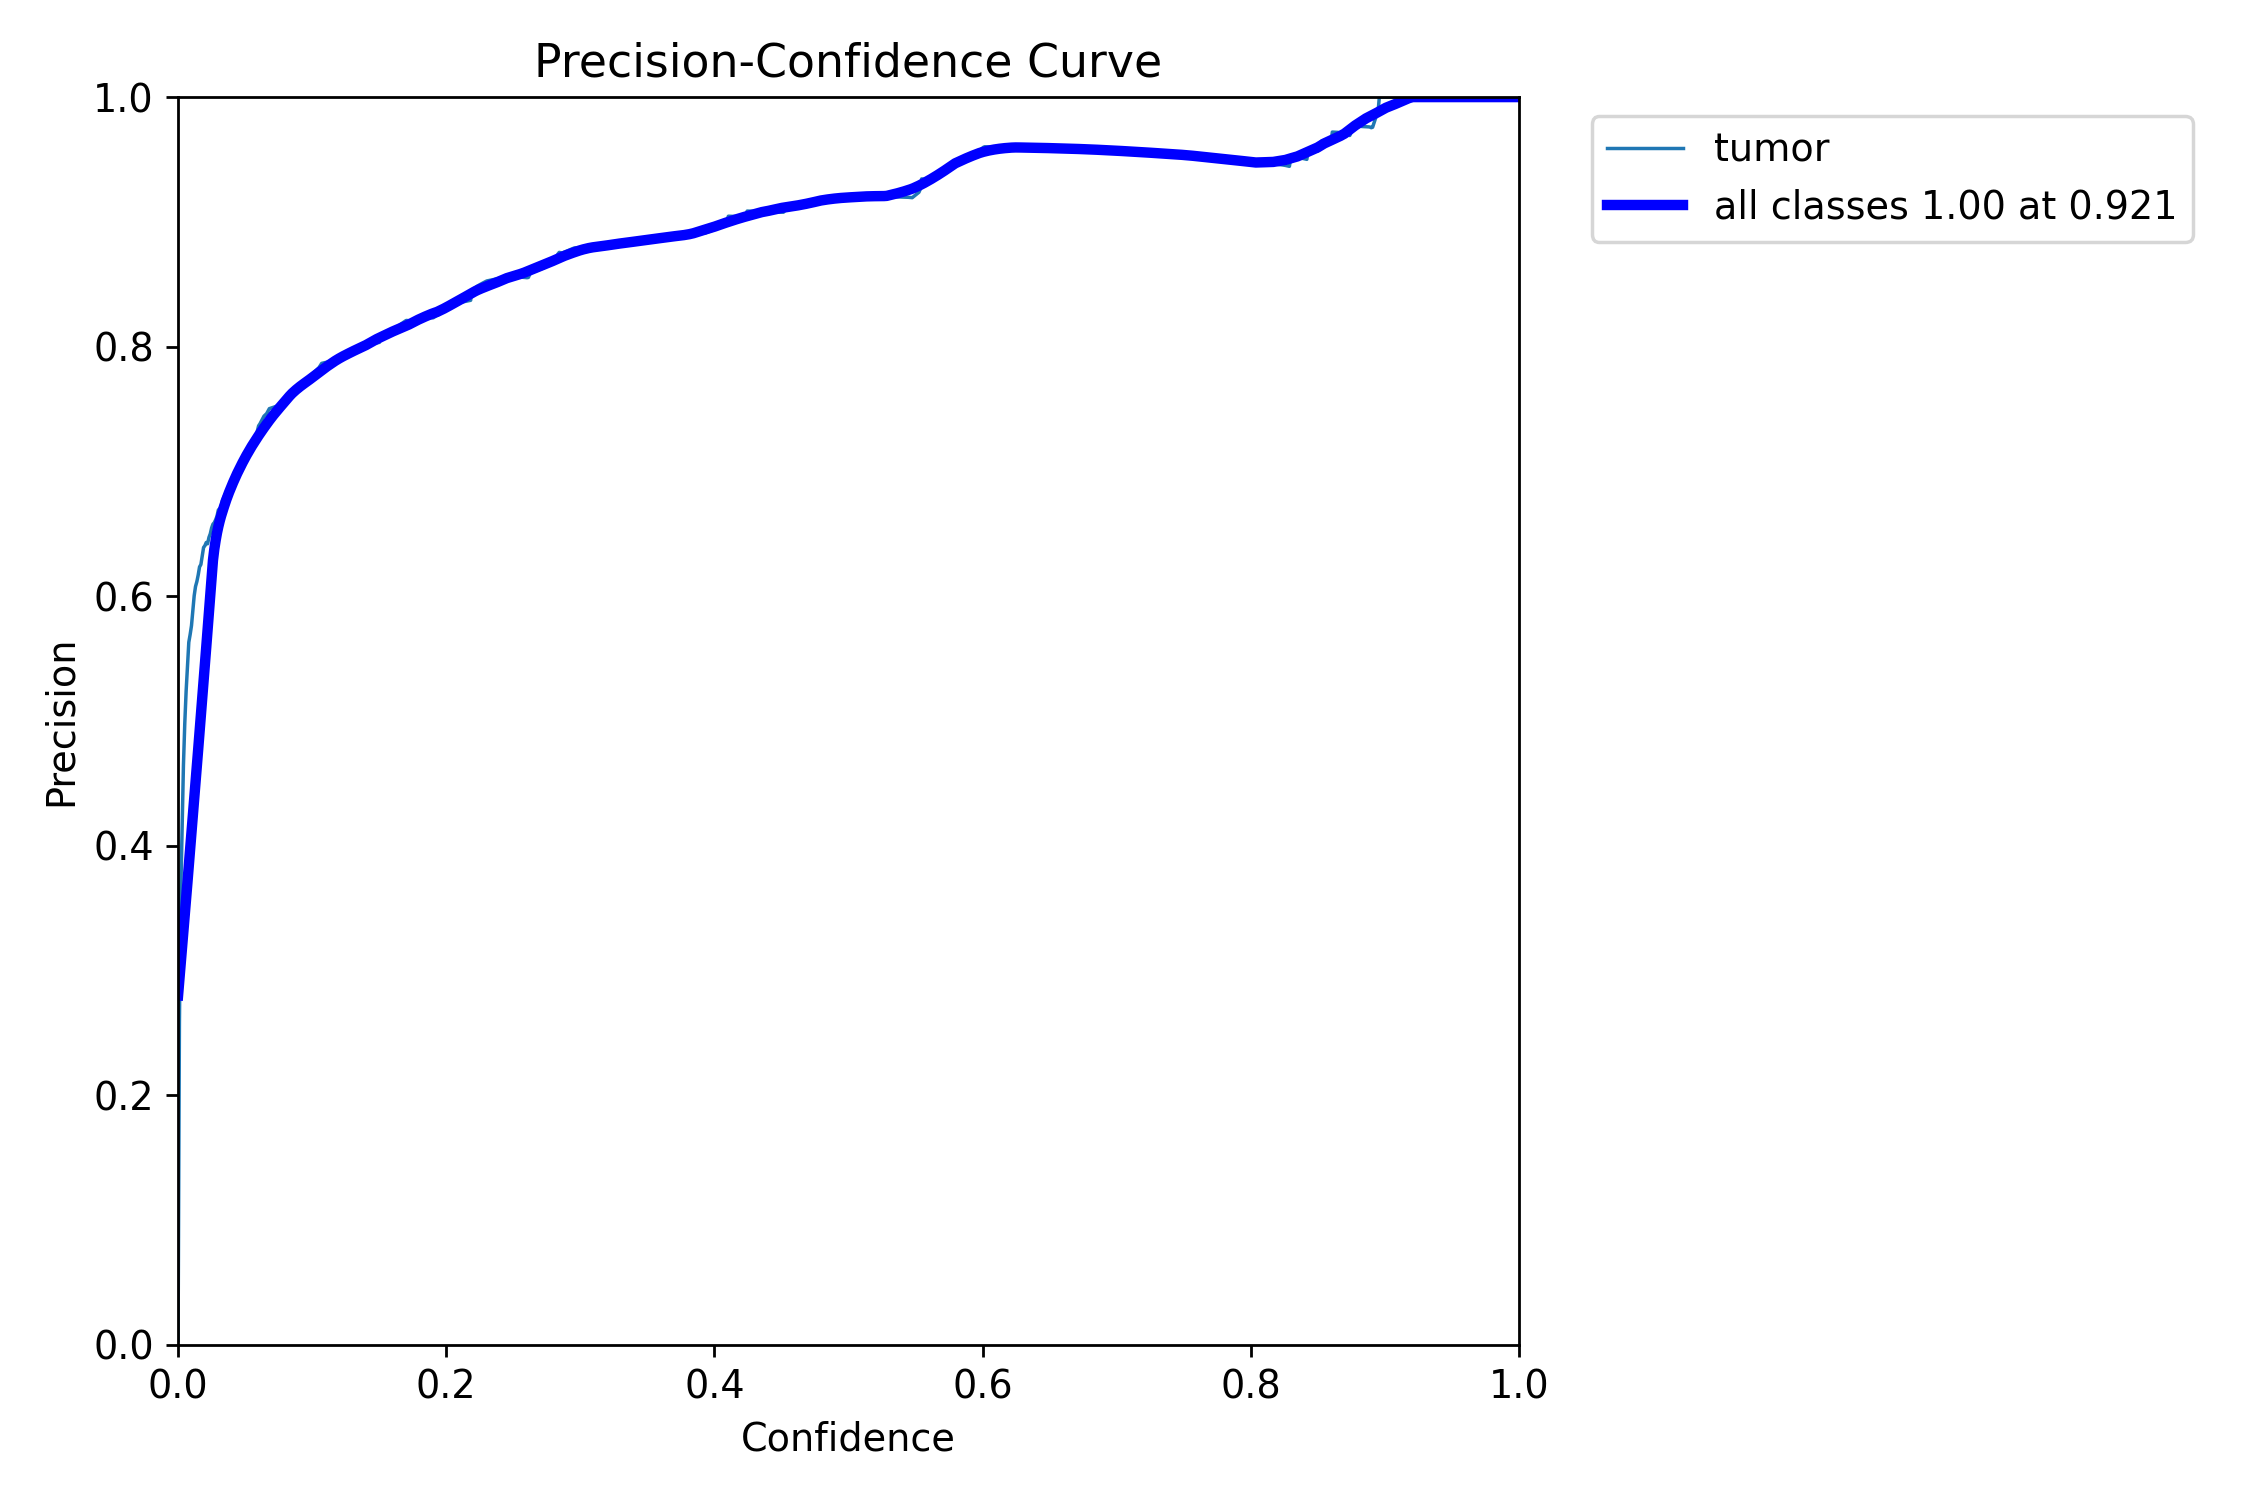 Precision-Confidence Curve
1.0
0.8
0.6
0.4
0.2
0.0
Precision
0.0 0.2 0.4 0.6 0.8 1.0
Confidence
tumor
all classes 1.00 at 0.921